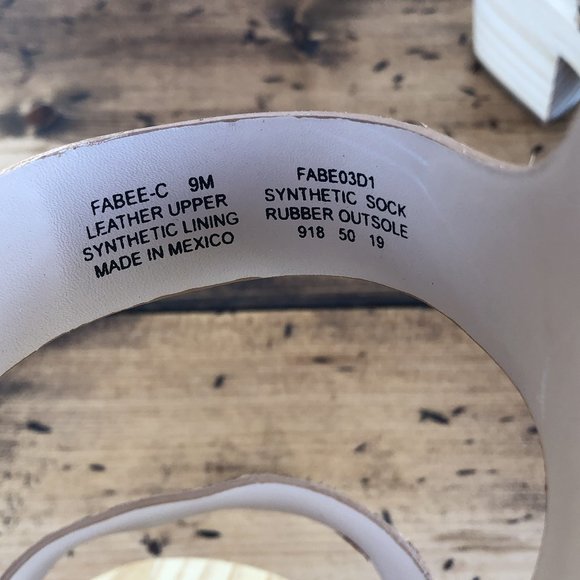 FABEE-C 9M
LEATHER UPPER
SYNTHETIC LINING
MADE IN MEXICO
FABE03D1
SYNTHETIC SOCK
RUBBER OUTSOLE
918 50 19